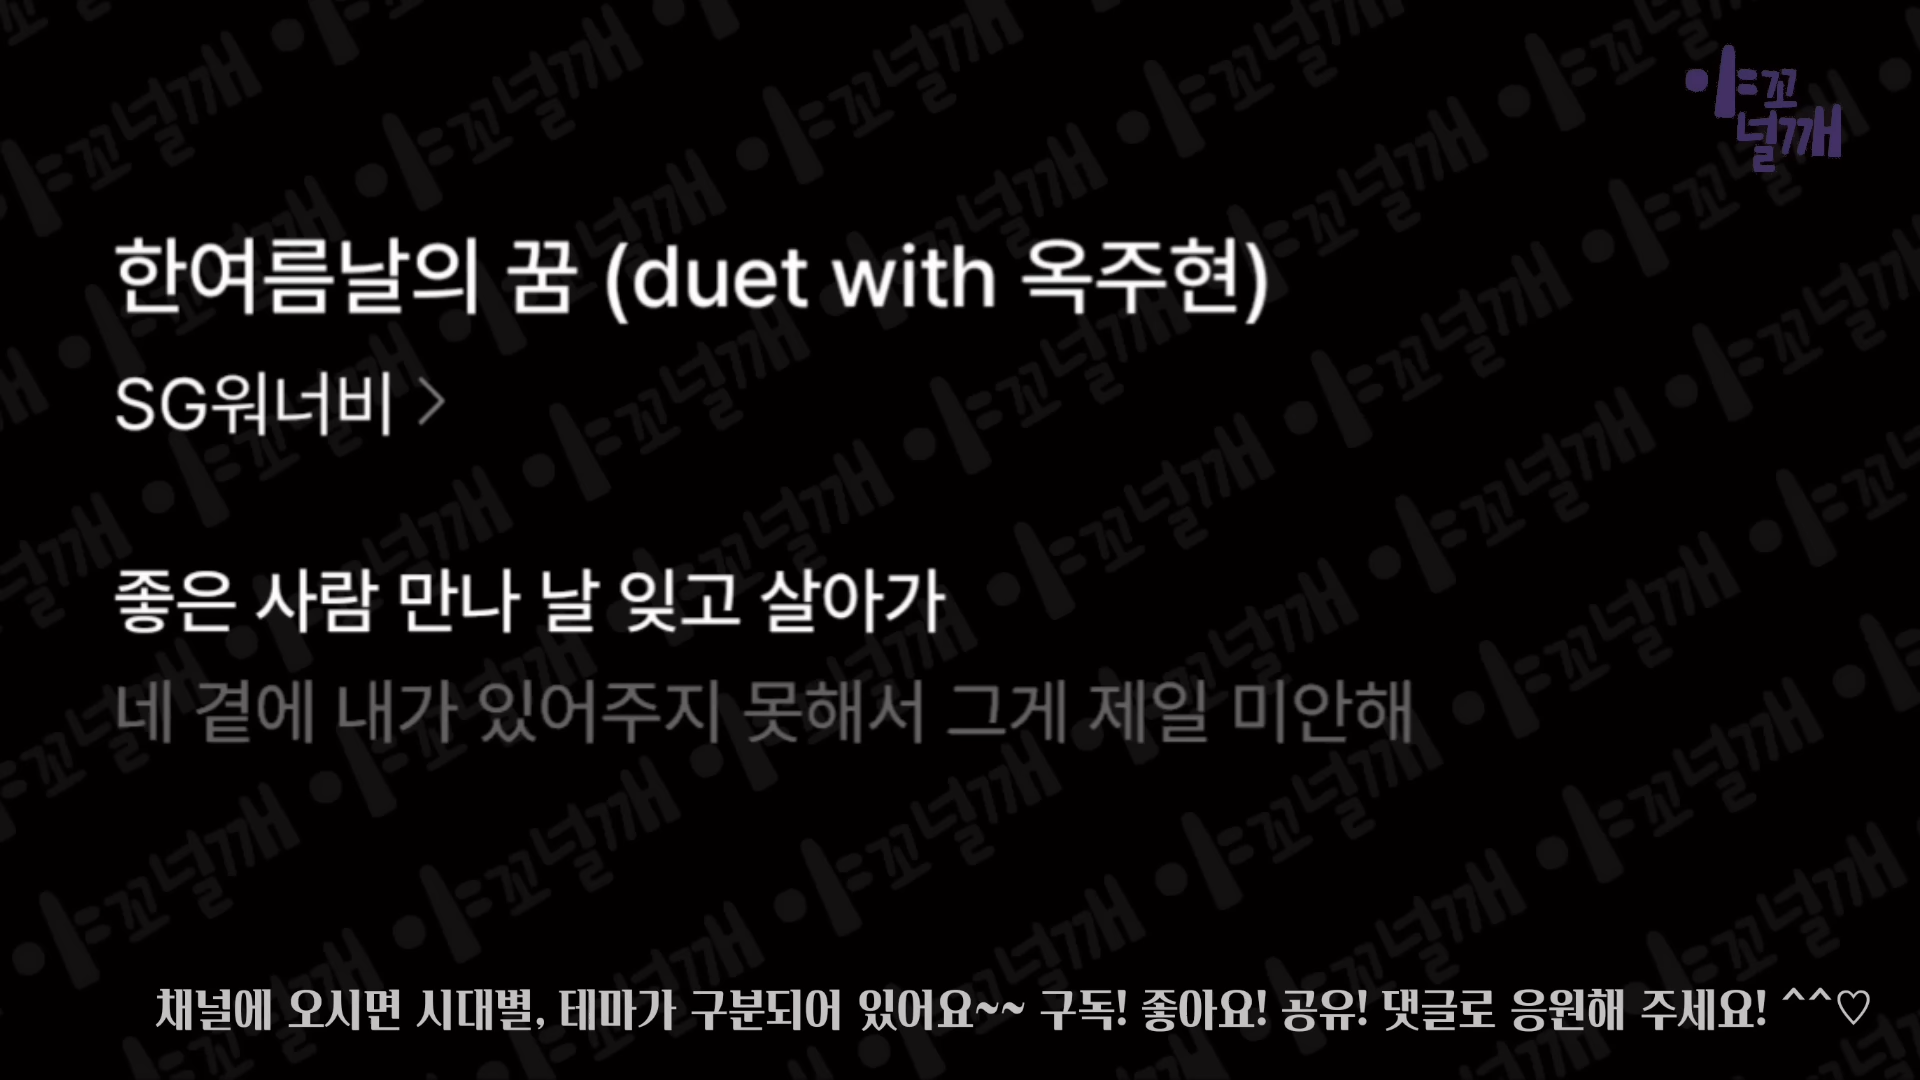 야꼬
널깨
한여름날의 꿈 (duet with 옥주현)
SG워너비 >
좋은 사람 만나 날 잊고 살아가
네 곁에 내가 있어주지 못해서 그게 제일 미안해
채널에 오시면 시대별, 테마가 구분되어 있어요~~ 구독! 좋아요! 공유! 댓글로 응원해 주세요! ^^♡